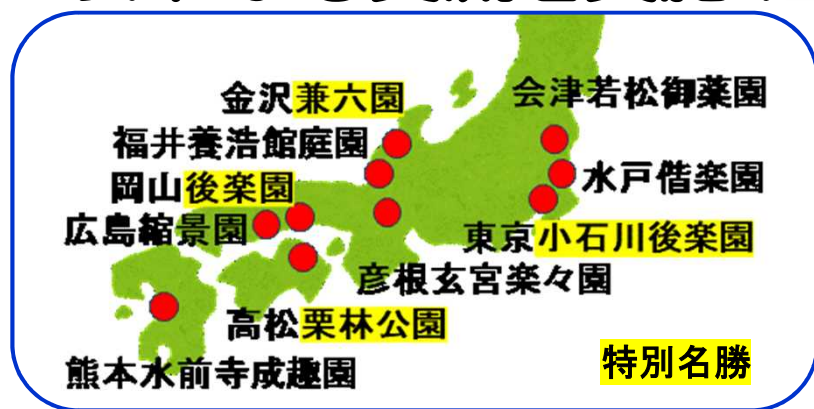 金沢兼六園
会津若松御薬園
福井養浩館庭園
水戸偕楽園
岡山後楽園
広島縮景園
東京小石川後楽園
彦根玄宮楽々園
高松栗林公園
特別名勝
熊本水前寺成趣園